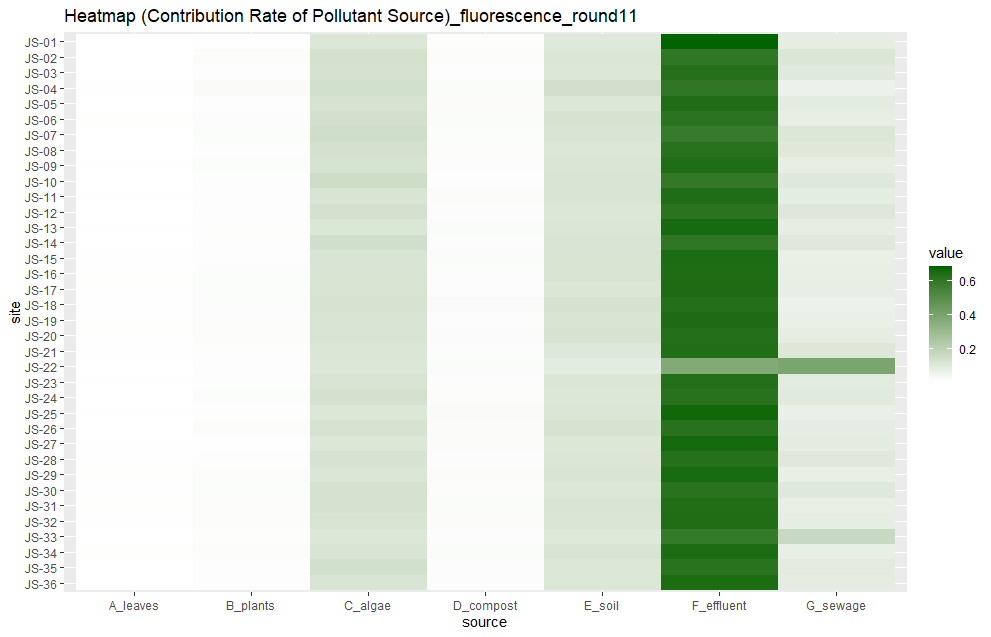 Heatmap (Contribution Rate of Pollutant Source)_fluorescence_round11
JS-01
JS-02
JS-03
JS-04
JS-05
JS-06
JS-07
JS-08
JS-09
JS-10
JS-11
JS-12
JS-13
JS-14
JS-15
JS-16
JS-17
JS-18
JS-19
JS-20
JS-21
JS-22
JS-23
JS-24
JS-25
JS-26
JS-27
JS-28
JS-29
JS-30
JS-31
JS-32
JS-33
JS-34
JS-35
JS-36
site
A_leaves B_plants C_algae D_compost E_soil F_effluent G_sewage
source
value
0.6
0.4
0.2